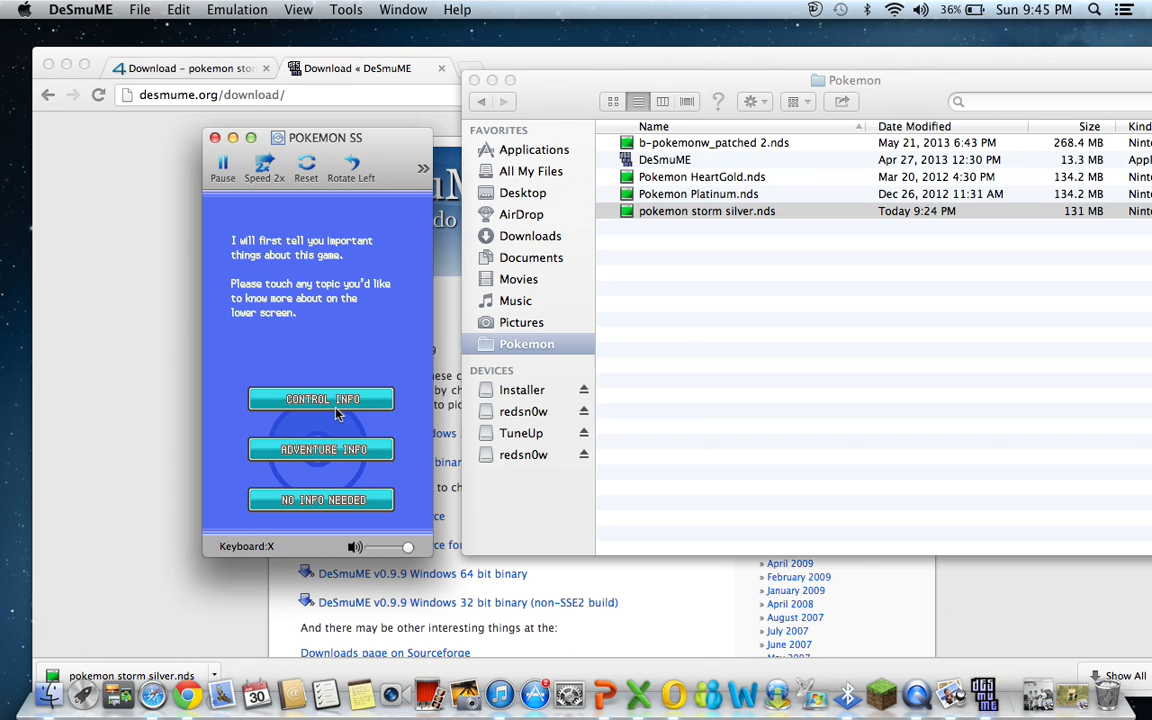 DeSmuME File Edit Emulation View Tools Window Help 36% Sun 9:45 PM
Download – pokemon stor
Download « DeSmuME
desmume.org/download/
Pokemon
POKEMON SS
Pause Speed 2x Reset Rotate Left
I will first tell you important
things about this game.
Please touch any topic you'd like
to know more about on the
lower screen.
CONTROL INFO
ADVENTURE INFO
NO INFO NEEDED
Keyboard:X
FAVORITES
Applications
All My Files
Desktop
AirDrop
Downloads
Documents
Movies
Music
Pictures
Pokemon
DEVICES
Installer
redsn0w
TuneUp
redsn0w
Name Date Modified Size Kind
b-pokemonw_patched 2.nds May 21, 2013 6:43 PM 268.4 MB Ninte
DeSmuME Apr 27, 2013 12:30 PM 13.3 MB Appl
Pokemon HeartGold.nds Mar 20, 2012 4:30 PM 134.2 MB Ninte
Pokemon Platinum.nds Dec 26, 2012 11:31 AM 134.2 MB Ninte
pokemon storm silver.nds Today 9:24 PM 131 MB Ninte
DeSmuME v0.9.9 Windows 64 bit binary
DeSmuME v0.9.9 Windows 32 bit binary (non-SSE2 build)
And there may be other interesting things at the:
Downloads page on Sourceforge
» April 2009
» February 2009
» January 2009
» April 2008
» August 2007
» July 2007
» June 2007
pokemon storm silver.nds
Show All